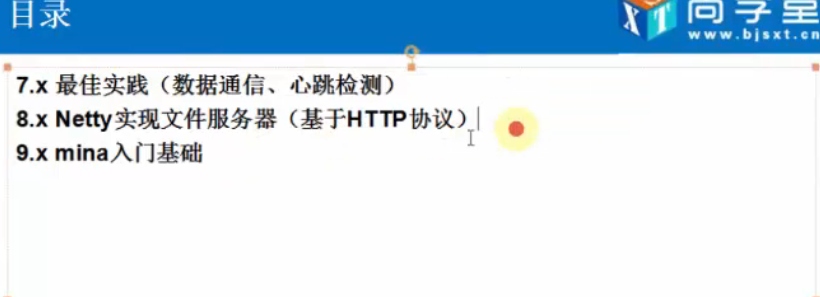 目录
XT
尚学堂
www.bjsxt.cn
7.x 最佳实践（数据通信、心跳检测）
8.x Netty实现文件服务器（基于HTTP协议）
9.x mina入门基础